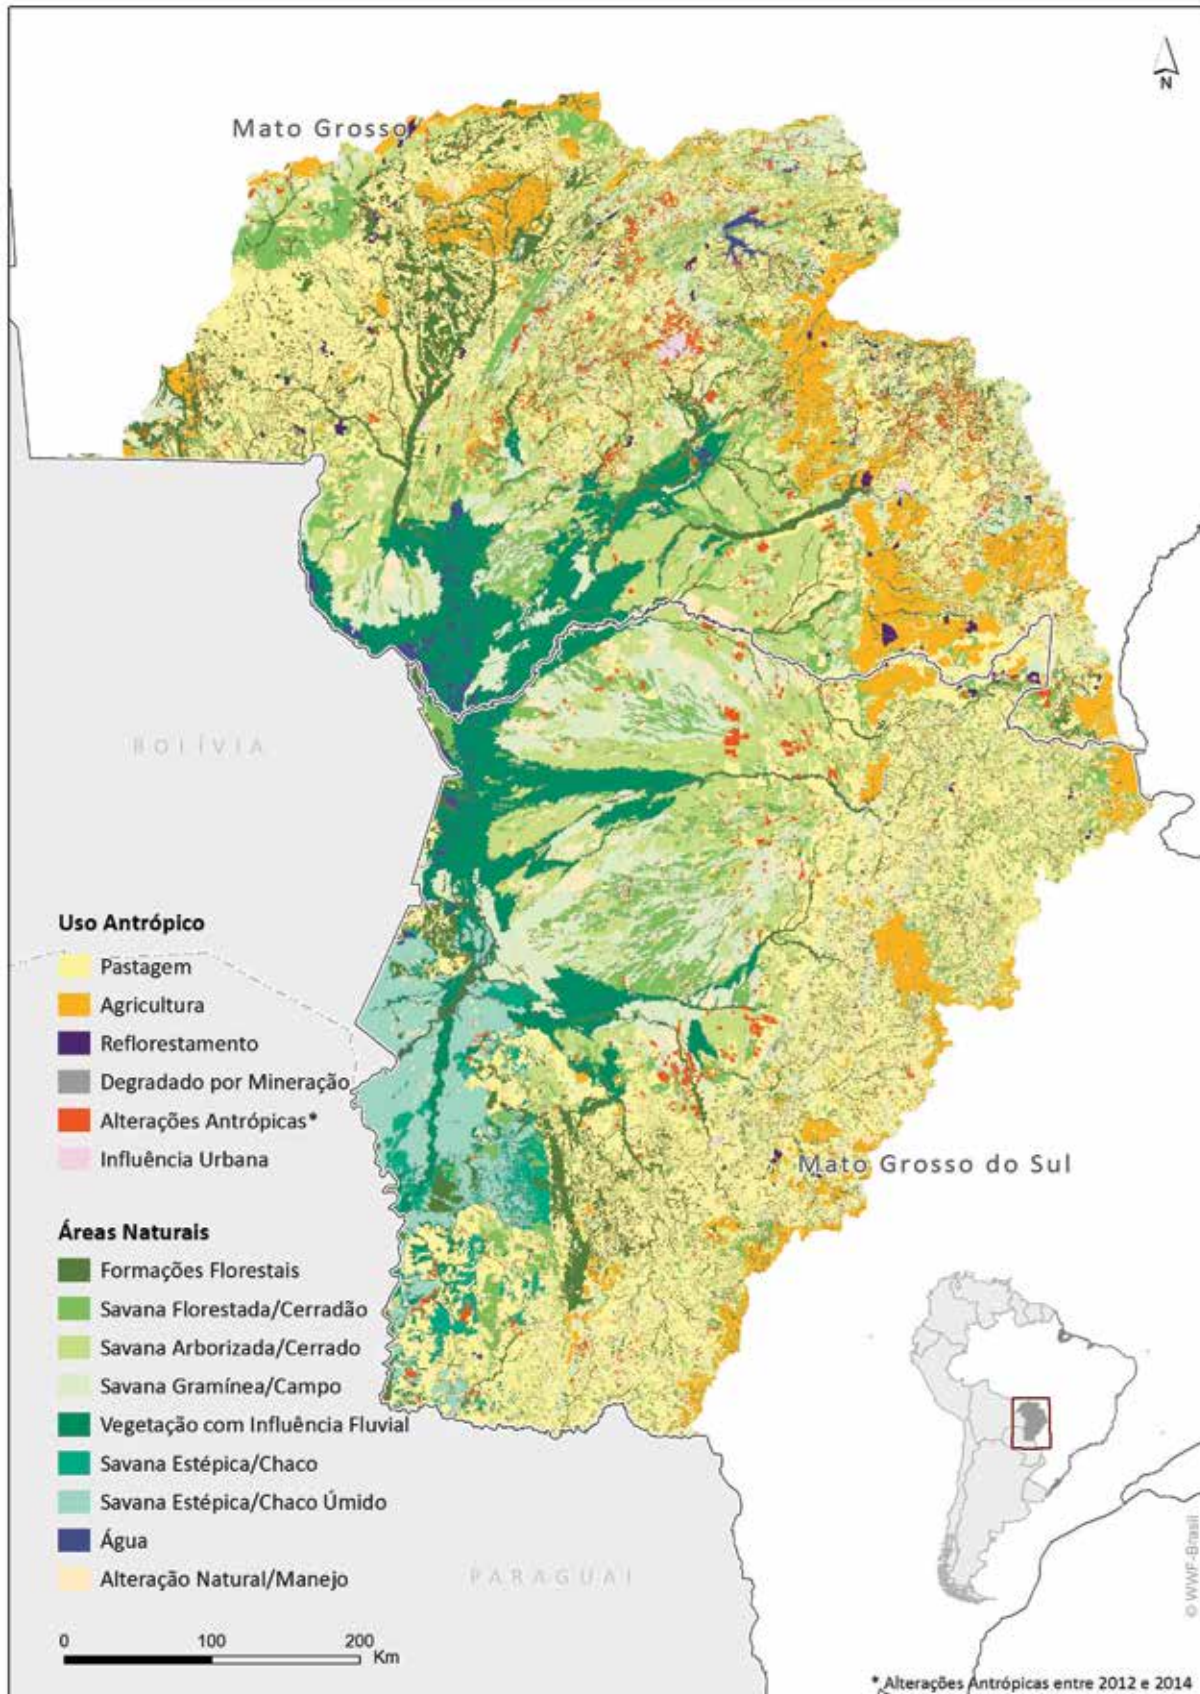 N
Mato Grosso
BOLÍVIA
Uso Antrópico
Pastagem
Agricultura
Reflorestamento
Degradado por Mineração
Alterações Antrópicas*
Influência Urbana
Mato Grosso do Sul
Áreas Naturais
Formações Florestais
Savana Florestada/Cerradão
Savana Arborizada/Cerrado
Savana Gramínea/Campo
Vegetação com Influência Fluvial
Savana Estépica/Chaco
Savana Estépica/Chaco Úmido
Água
Alteração Natural/Manejo
PARAGUAI
0 100 200
Km
© WWF-Brasil
* Alterações Antrópicas entre 2012 e 2014